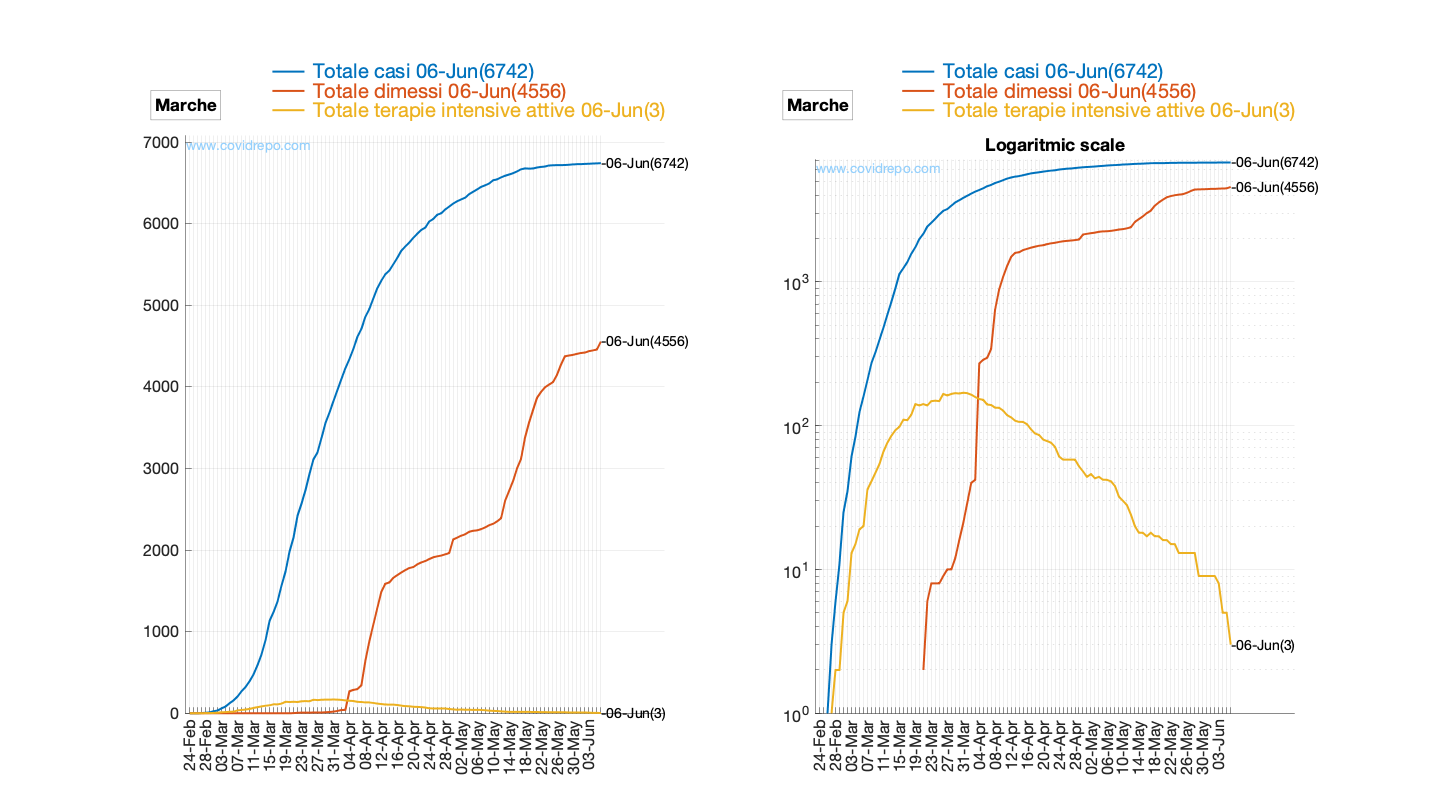 Totale casi 06-Jun(6742)
Totale dimessi 06-Jun(4556)
Totale terapie intensive attive 06-Jun(3)
Marche
www.covidrepo.com
7000
6000
5000
4000
3000
2000
1000
0
-06-Jun(6742)
-06-Jun(4556)
-06-Jun(3)
24-Feb
28-Feb
03-Mar
07-Mar
11-Mar
15-Mar
19-Mar
23-Mar
27-Mar
31-Mar
04-Apr
08-Apr
12-Apr
16-Apr
20-Apr
24-Apr
28-Apr
02-May
06-May
10-May
14-May
18-May
22-May
26-May
30-May
03-Jun
Totale casi 06-Jun(6742)
Totale dimessi 06-Jun(4556)
Totale terapie intensive attive 06-Jun(3)
Marche
Logaritmic scale
www.covidrepo.com
10³
10²
10¹
10⁰
-06-Jun(6742)
-06-Jun(4556)
-06-Jun(3)
24-Feb
28-Feb
03-Mar
07-Mar
11-Mar
15-Mar
19-Mar
23-Mar
27-Mar
31-Mar
04-Apr
08-Apr
12-Apr
16-Apr
20-Apr
24-Apr
28-Apr
02-May
06-May
10-May
14-May
18-May
22-May
26-May
30-May
03-Jun